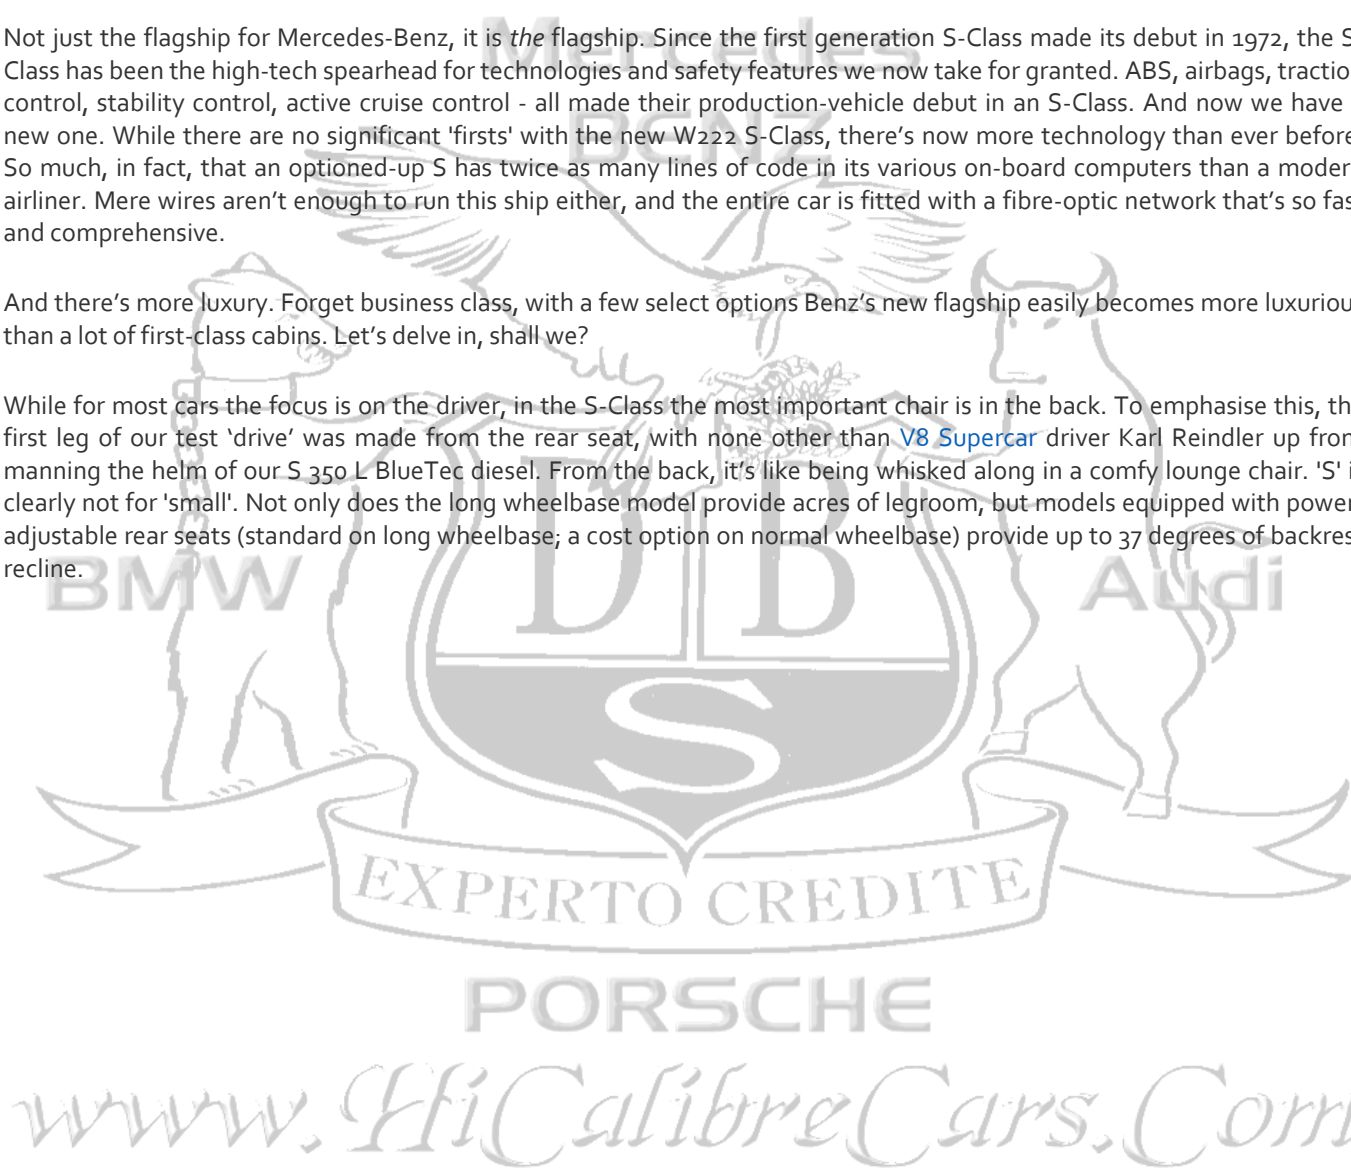 Mercedes
BENZ
Not just the flagship for Mercedes-Benz, it is the flagship. Since the first generation S-Class made its debut in 1972, the S
Class has been the high-tech spearhead for technologies and safety features we now take for granted. ABS, airbags, tractio
control, stability control, active cruise control - all made their production-vehicle debut in an S-Class. And now we have
new one. While there are no significant 'firsts' with the new W222 S-Class, there's now more technology than ever before
So much, in fact, that an optioned-up S has twice as many lines of code in its various on-board computers than a moder
airliner. Mere wires aren't enough to run this ship either, and the entire car is fitted with a fibre-optic network that's so fas
and comprehensive.
And there's more luxury. Forget business class, with a few select options Benz's new flagship easily becomes more luxuriou
than a lot of first-class cabins. Let's delve in, shall we?
While for most cars the focus is on the driver, in the S-Class the most important chair is in the back. To emphasise this, th
first leg of our test ‘drive’ was made from the rear seat, with none other than V8 Supercar driver Karl Reindler up fron
manning the helm of our S 350 L BlueTec diesel. From the back, it's like being whisked along in a comfy lounge chair. 'S' i
clearly not for 'small'. Not only does the long wheelbase model provide acres of legroom, but models equipped with power
adjustable rear seats (standard on long wheelbase; a cost option on normal wheelbase) provide up to 37 degrees of backres
recline.
BMW
Audi
D B
S
EXPERTO CREDITE
PORSCHE
www.HiCalibreCars.Com